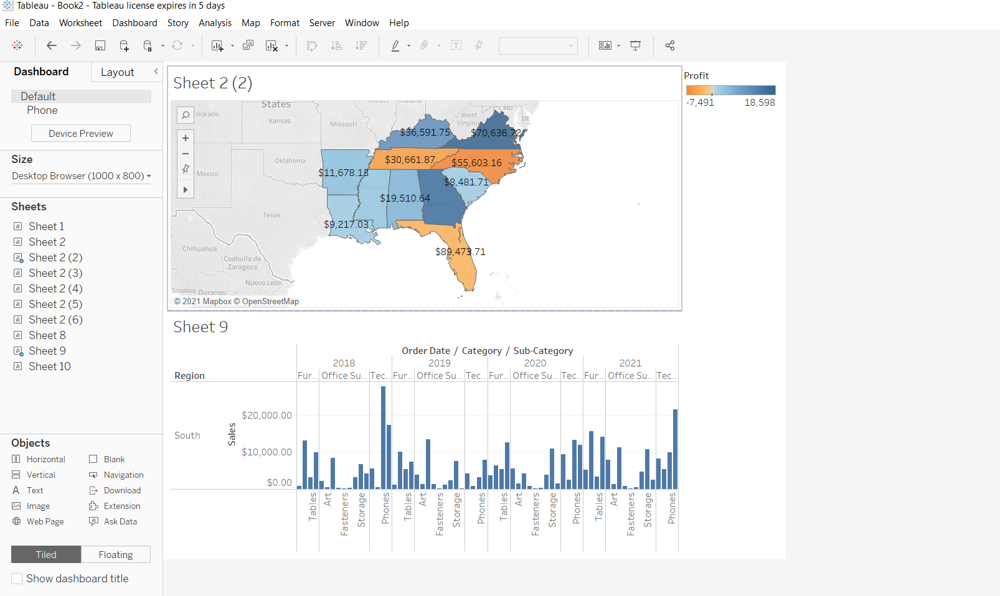 Tableau - Book2 - Tableau license expires in 5 days
File Data Worksheet Dashboard Story Analysis Map Format Server Window Help
Dashboard Layout
Default
Phone
Device Preview
Size
Desktop Browser (1000 x 800)
Sheets
Sheet 1
Sheet 2
Sheet 2 (2)
Sheet 2 (3)
Sheet 2 (4)
Sheet 2 (5)
Sheet 2 (6)
Sheet 8
Sheet 9
Sheet 10
Objects
Horizontal Blank
Vertical Navigation
Text Download
Image Extension
Web Page Ask Data
Tiled Floating
Show dashboard title
Sheet 2 (2)
States
olorado
Kansas
Missouri
West
Virginia
MD
DE
$36,591.75
$70,636.72
Oklahoma
$30,661.87
$55,603.16
Mexico
$11,678.13
$8,481.71
$19,510.64
Georgia
Texas
$9,217.03
Chihuahua
$89,473.71
Coahuila de
Zaragoza
Nuevo León
Sinaloa Durango
© 2021 Mapbox © OpenStreetMap
Profit
-7,491 18,598
Sheet 9
Order Date / Category / Sub-Category
2018 2019 2020 2021
Region Fur.. Office Su.. Tec.. Fur.. Office Su.. Tec.. Fur.. Office Su.. Tec.. Fur.. Office Su.. Tec..
South
Sales
$20,000.00
$10,000.00
$0.00
Tables Art Fasteners Storage Phones Tables Art Fasteners Storage Phones Tables Art Fasteners Storage Phones Tables Art Fasteners Storage Phones